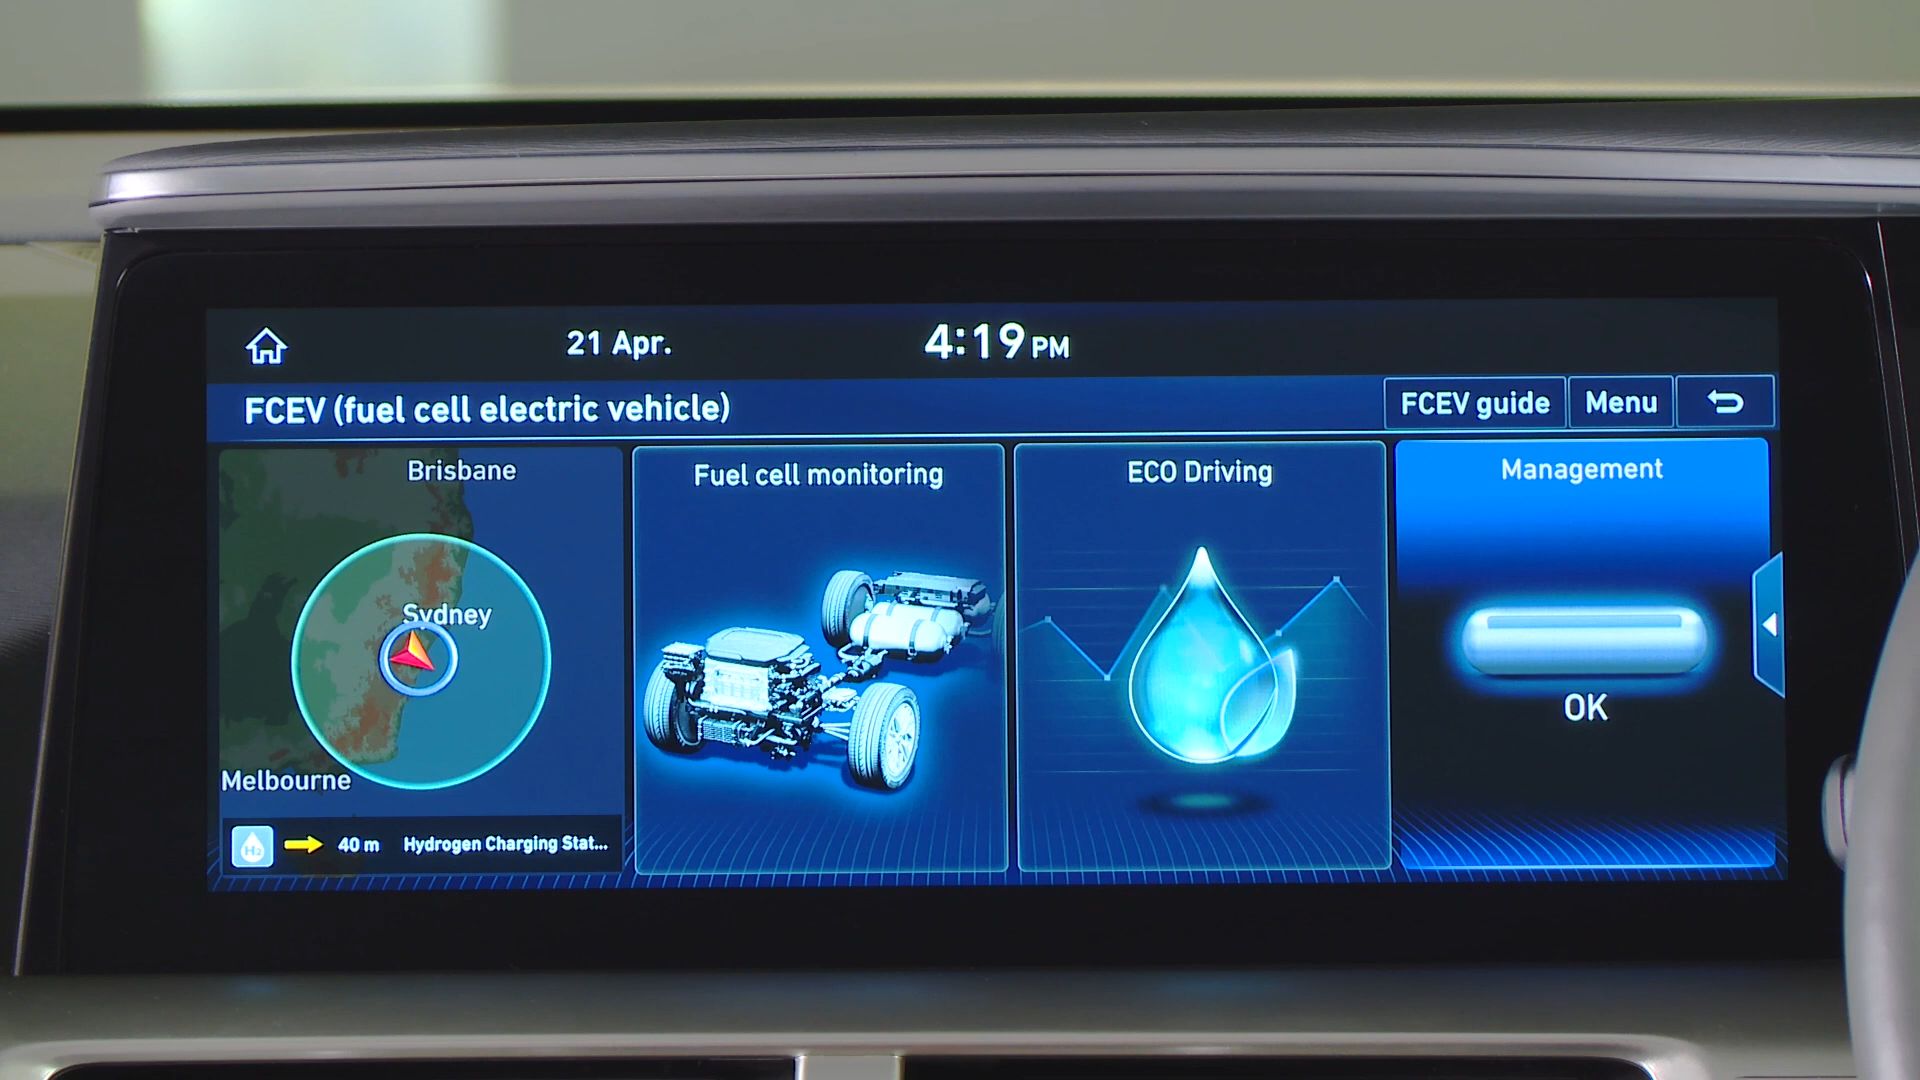 21 Apr.
4:19 PM
FCEV (fuel cell electric vehicle)
FCEV guide
Menu
Brisbane
Sydney
Melbourne
H2
40 m
Hydrogen Charging Stat...
Fuel cell monitoring
ECO Driving
Management
OK